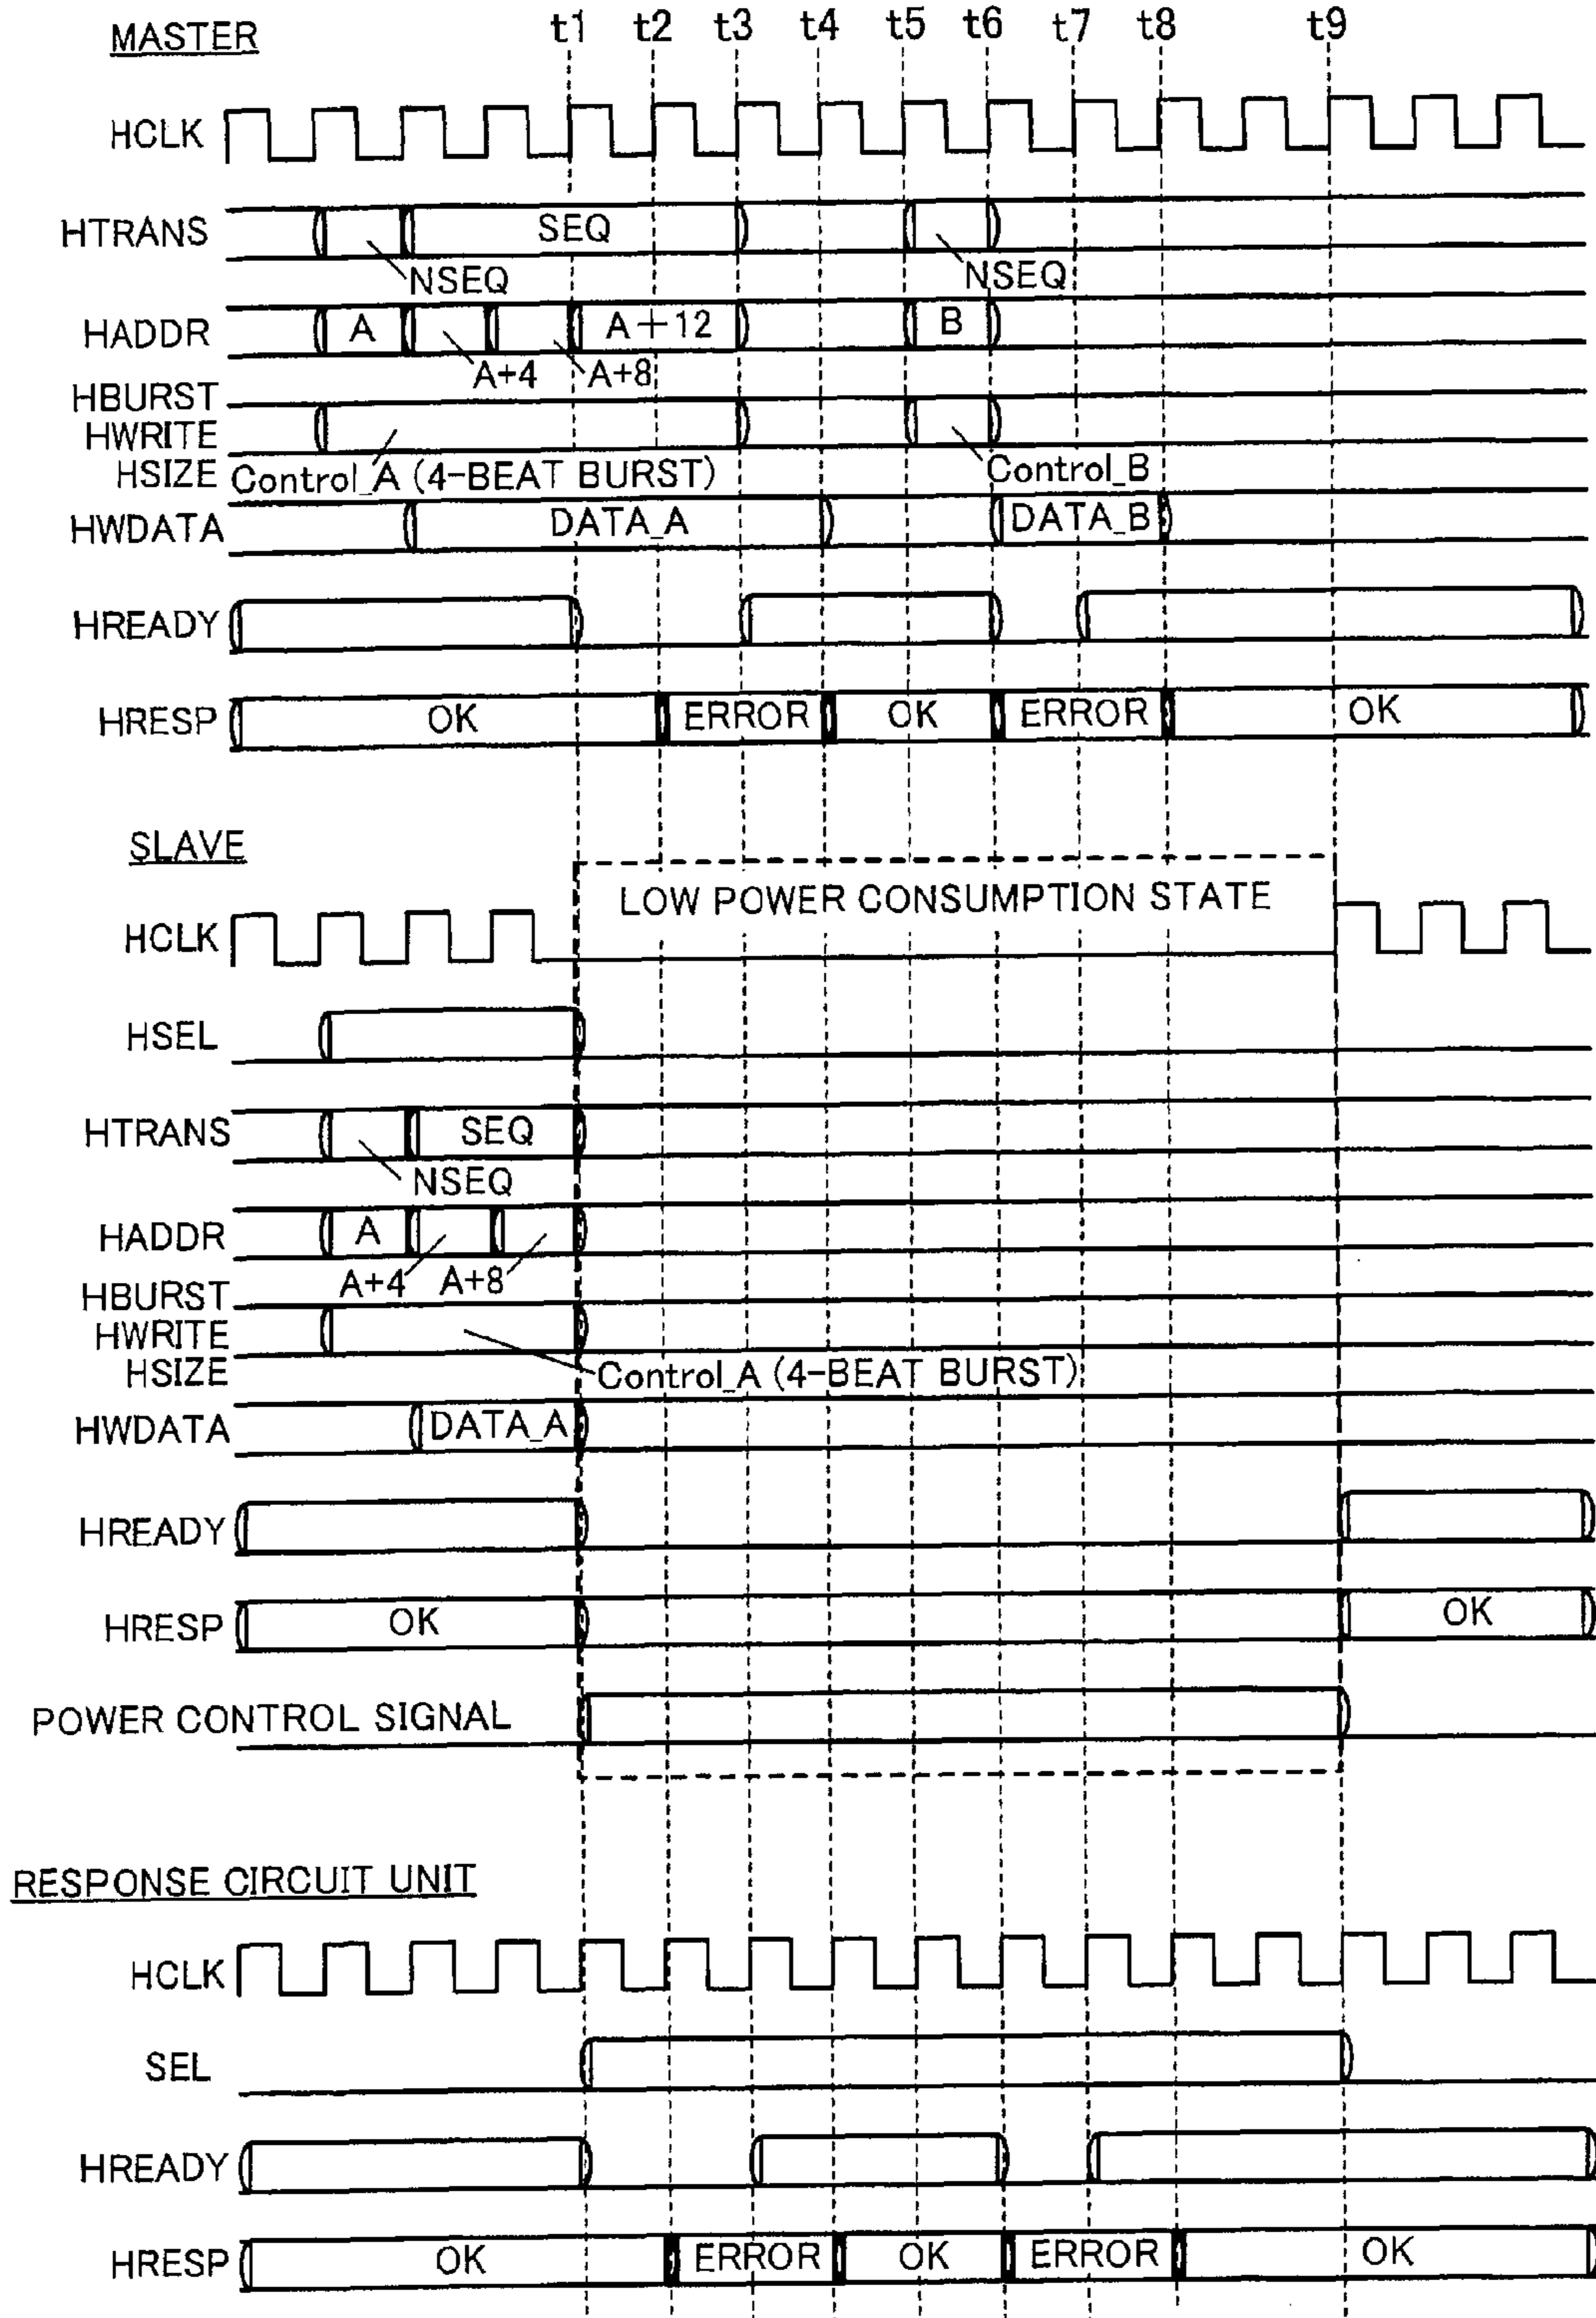 MASTER t1 t2 t3 t4 t5 t6 t7 t8 t9
HCLK
HTRANS SEQ
NSEQ NSEQ
HADDR A A+12 B
A+4 A+8
HBURST
HWRITE
HSIZE Control_A (4-BEAT BURST) Control_B
HWDATA DATA_A DATA_B
HREADY
HRESP OK ERROR OK ERROR OK
SLAVE
LOW POWER CONSUMPTION STATE
HCLK
HSEL
HTRANS SEQ
NSEQ
HADDR A
A+4 A+8
HBURST
HWRITE
HSIZE Control_A (4-BEAT BURST)
HWDATA DATA_A
HREADY
HRESP OK OK
POWER CONTROL SIGNAL
RESPONSE CIRCUIT UNIT
HCLK
SEL
HREADY
HRESP OK ERROR OK ERROR OK